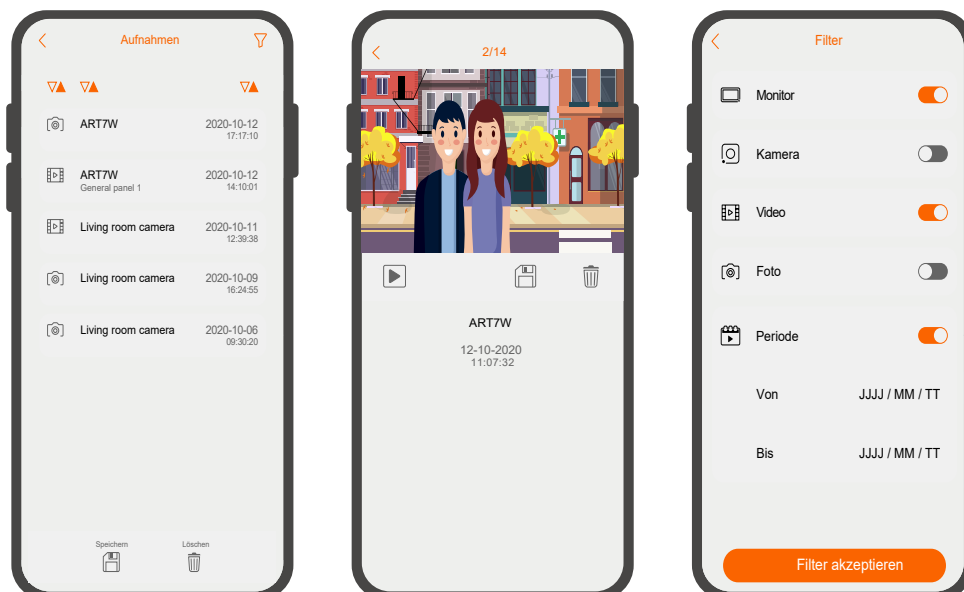 Aufnahmen
ART7W
2020-10-12
17:17:10
ART7W
2020-10-12
General panel 1
14:10:01
Living room camera
2020-10-11
12:39:38
Living room camera
2020-10-09
16:24:55
Living room camera
2020-10-06
09:30:20
Speichern
Löschen
2/14
ART7W
12-10-2020
11:07:32
Filter
Monitor
Kamera
Video
Foto
Periode
Von
JJJJ / MM / TT
Bis
JJJJ / MM / TT
Filter akzeptieren